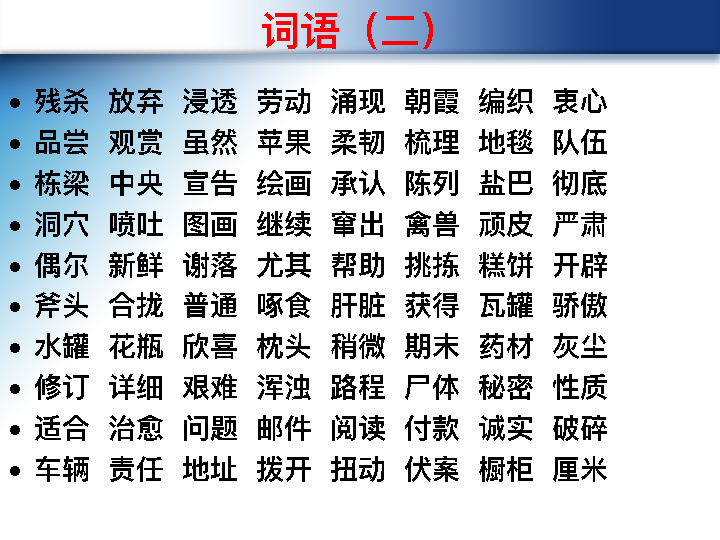 词语（二）
• 残杀 放弃 浸透 劳动 涌现 朝霞 编织 衷心
• 品尝 观赏 虽然 苹果 柔韧 梳理 地毯 队伍
• 栋梁 中央 宣告 绘画 承认 陈列 盐巴 彻底
• 洞穴 喷吐 图画 继续 窜出 禽兽 顽皮 严肃
• 偶尔 新鲜 谢落 尤其 帮助 挑拣 糕饼 开辟
• 斧头 合拢 普通 啄食 肝脏 获得 瓦罐 骄傲
• 水罐 花瓶 欣喜 枕头 稍微 期末 药材 灰尘
• 修订 详细 艰难 浑浊 路程 尸体 秘密 性质
• 适合 治愈 问题 邮件 阅读 付款 诚实 破碎
• 车辆 责任 地址 拨开 扭动 伏案 橱柜 厘米